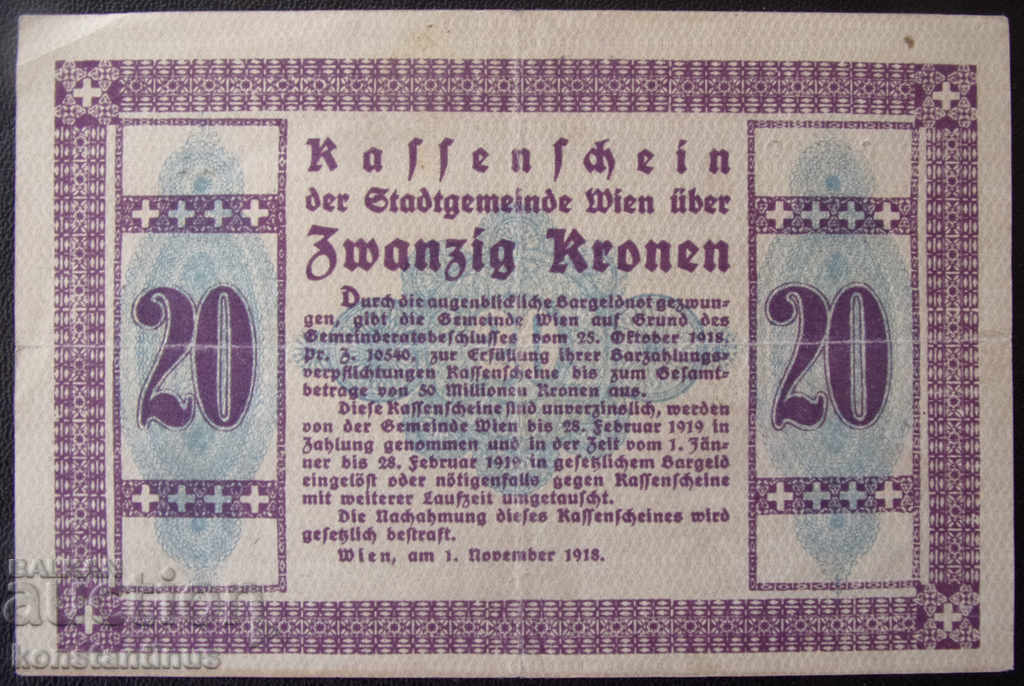 Kassenschein
der Stadtgemeinde Wien über
Zwanzig Kronen
20
20
Durch die augenblickliche Bargeldnot gezwun-
gen, gibt die Gemeinde Wien auf Grund des
Gemeinderatsbeschlusses vom 25. Oktober 1918.
Pr. Z. 10540, zur Erfüllung ihrer Barzahlungs-
verpflichtungen Kassenscheine bis zum Gesamt-
betrage von 50 Millionen Kronen aus.
Diese Kassenscheine sind unverzinslich, werden
von der Gemeinde Wien bis 28. Februar 1919 in
Zahlung genommen und in der Zeit vom 1. Jän-
ner bis 28. Februar 1919 in gesetzlichem Bargeld
eingelöst oder nötigenfalls gegen Kassenscheine
mit weiterer Laufzeit umgetauscht.
Die Nachahmung dieses Kassenscheines wird
gesetzlich bestraft.
Wien, am 1. November 1918.
BALKAN
auction
konstantinus